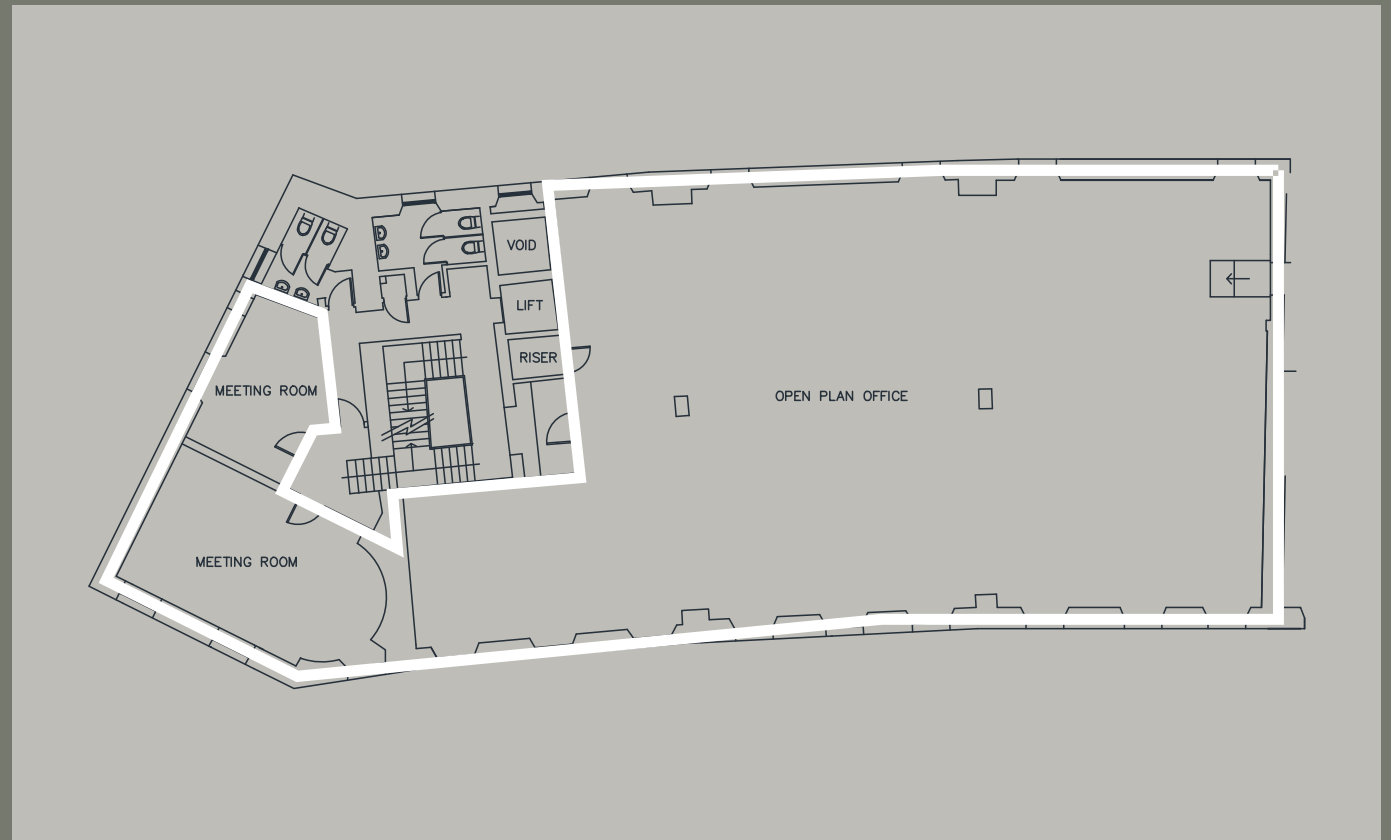 VOID
LIFT
RISER
MEETING ROOM
OPEN PLAN OFFICE
MEETING ROOM